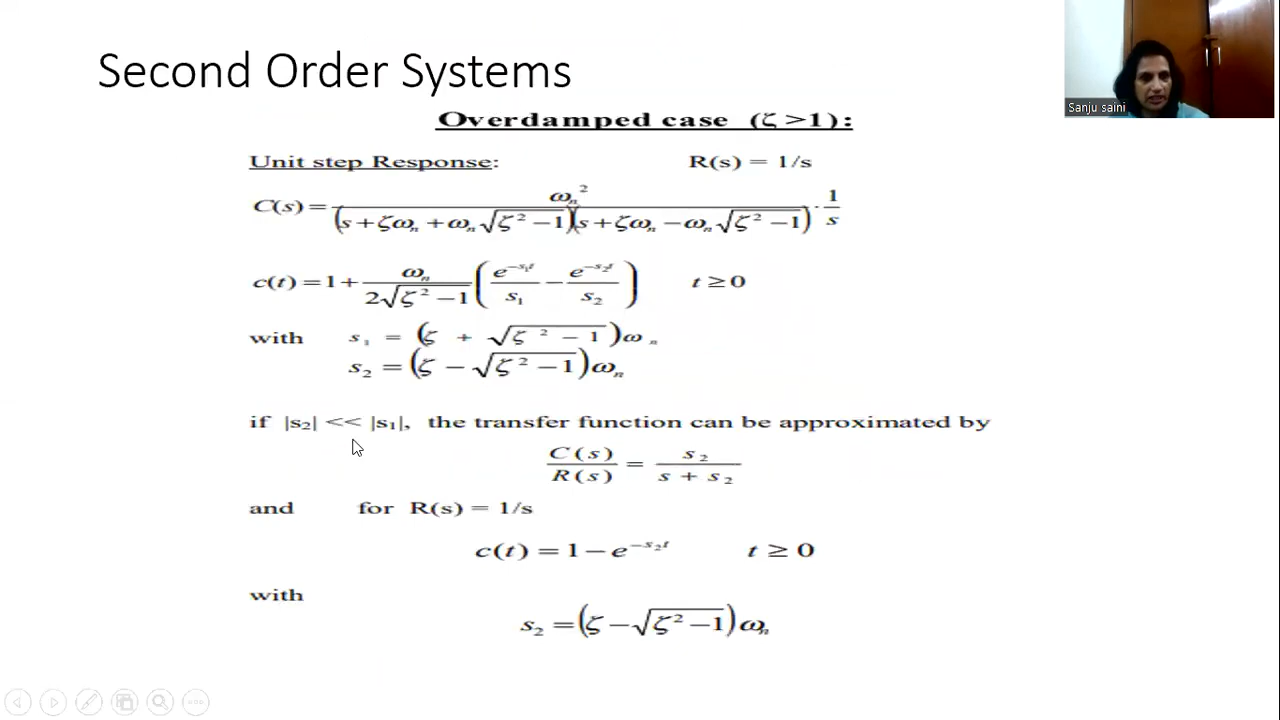 Second Order Systems
Sanju saini
Overdamped case (ζ >1):
Unit step Response: R(s) = 1/s
C(s) = ωₙ² / ((s + ζωₙ + ωₙ√(ζ² − 1))(s + ζωₙ − ωₙ√(ζ² − 1))) · 1/s
c(t) = 1 + ωₙ / (2√(ζ² − 1)) (e^(−s₁t) / s₁ − e^(−s₂t) / s₂) t ≥ 0
with s₁ = (ζ + √(ζ² − 1))ωₙ
s₂ = (ζ − √(ζ² − 1))ωₙ
if |s₂| << |s₁|, the transfer function can be approximated by
C(s) / R(s) = s₂ / (s + s₂)
and for R(s) = 1/s
c(t) = 1 − e^(−s₂t) t ≥ 0
with
s₂ = (ζ − √(ζ² − 1))ωₙ